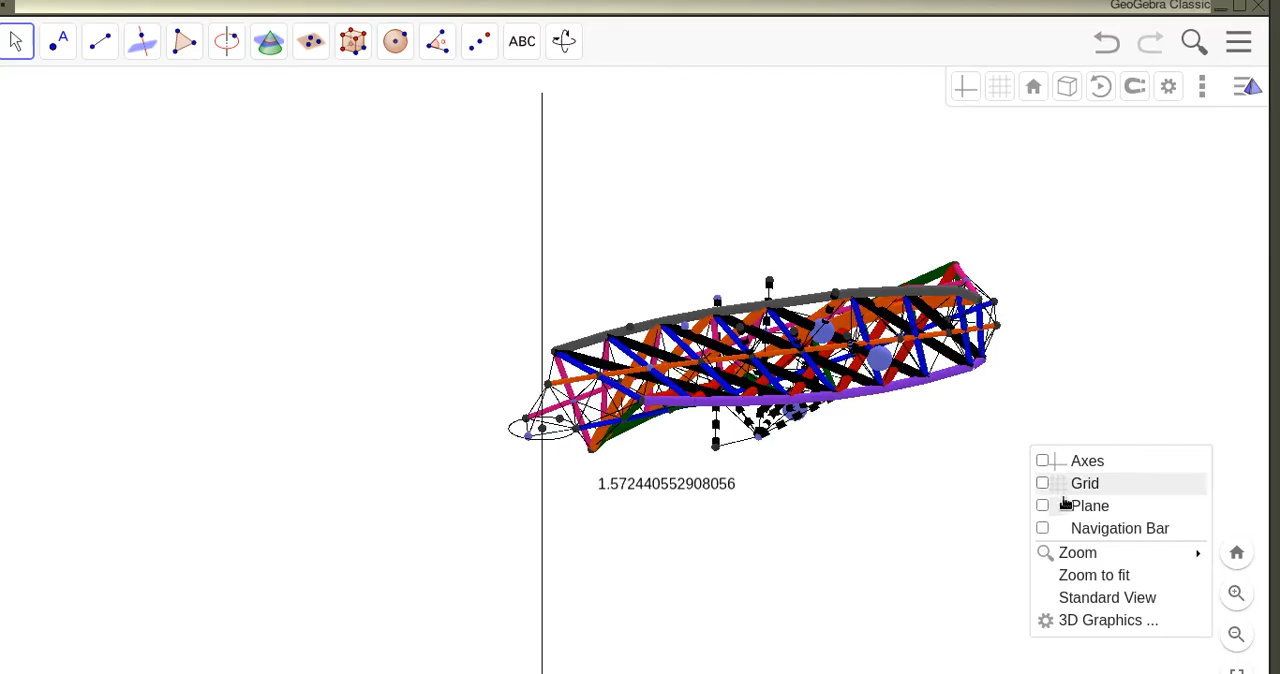 GeoGebra Classic
A
ABC
1.572440552908056
Axes
Grid
Plane
Navigation Bar
Zoom
Zoom to fit
Standard View
3D Graphics ...